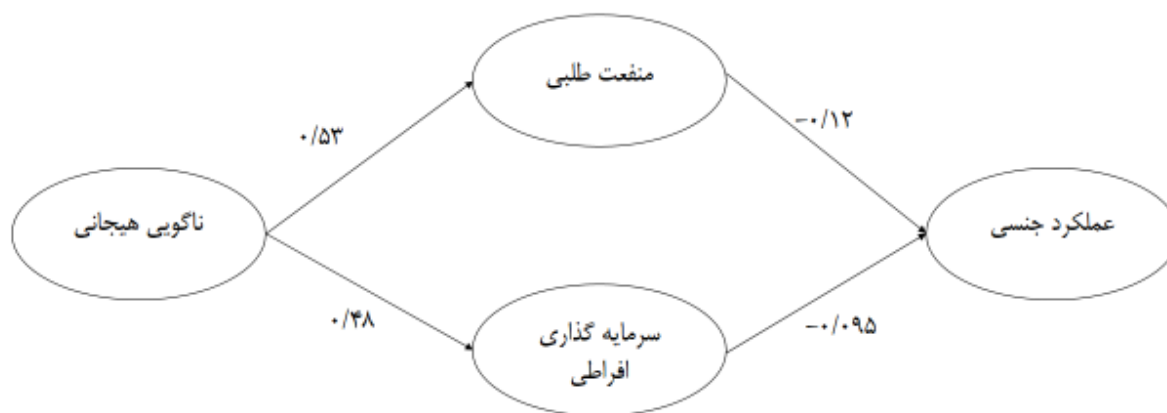 منفعت طلبی
-۰/۱۲
۰/۵۳
عملکرد جنسی
ناگویی هیجانی
۰/۴۸
-۰/۰۹۵
سرمایه گذاری
افراطی